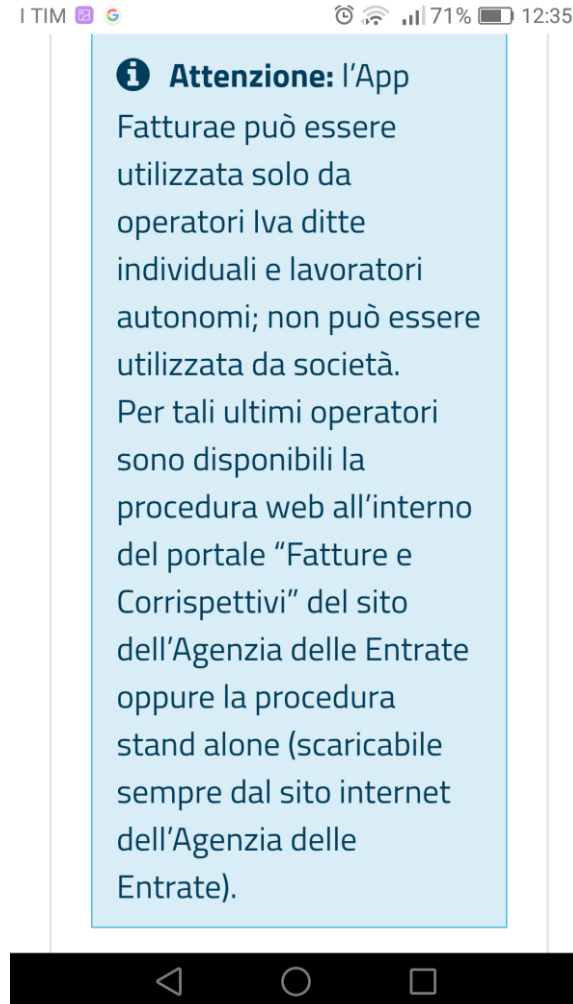 I TIM 71% 12:35
Attenzione: l'App
Fatturae può essere
utilizzata solo da
operatori Iva ditte
individuali e lavoratori
autonomi; non può essere
utilizzata da società.
Per tali ultimi operatori
sono disponibili la
procedura web all'interno
del portale “Fatture e
Corrispettivi” del sito
dell'Agenzia delle Entrate
oppure la procedura
stand alone (scaricabile
sempre dal sito internet
dell'Agenzia delle
Entrate).